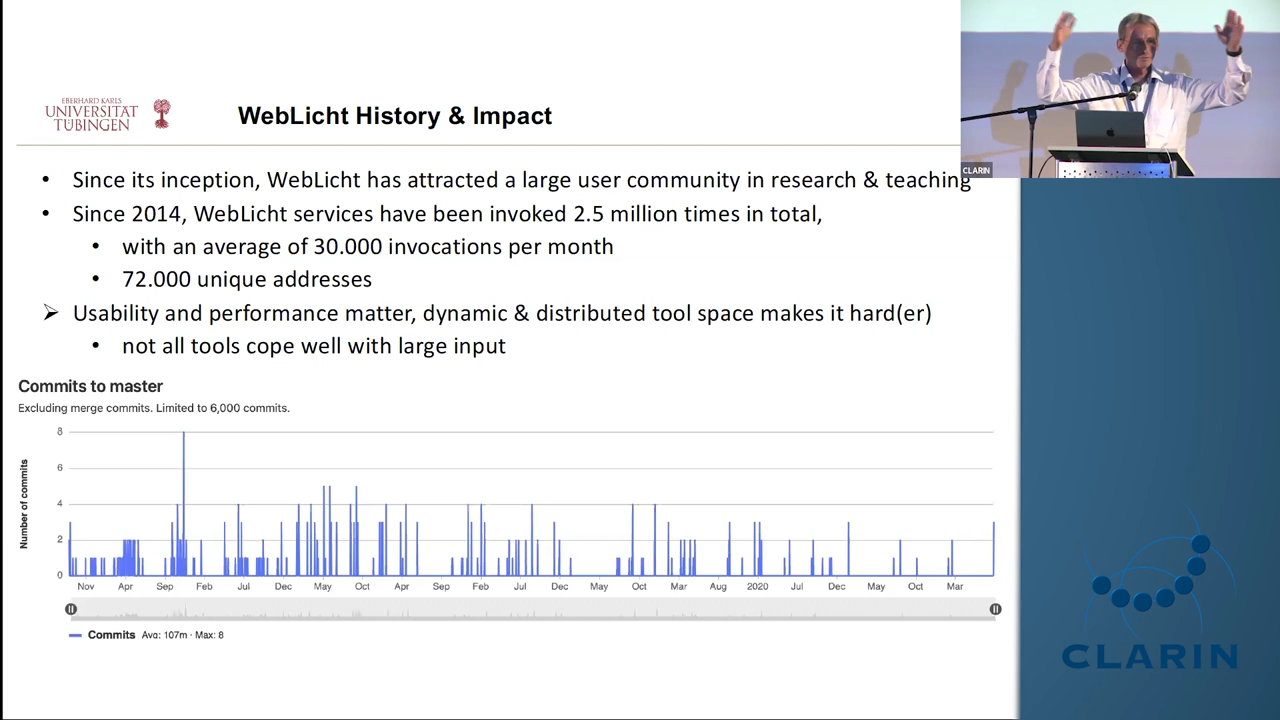 EBERHARD KARLS
UNIVERSITÄT
TÜBINGEN
WebLicht History & Impact
CLARIN
• Since its inception, WebLicht has attracted a large user community in research & teaching
• Since 2014, WebLicht services have been invoked 2.5 million times in total,
• with an average of 30.000 invocations per month
• 72.000 unique addresses
➢ Usability and performance matter, dynamic & distributed tool space makes it hard(er)
• not all tools cope well with large input
Commits to master
Excluding merge commits. Limited to 6,000 commits.
Number of commits
8
6
4
2
0
Nov Apr Sep Feb Jul Dec May Oct Apr Sep Feb Jul Dec May Oct Mar Aug 2020 Jul Dec May Oct Mar
Commits Avg: 107m · Max: 8
CLARIN